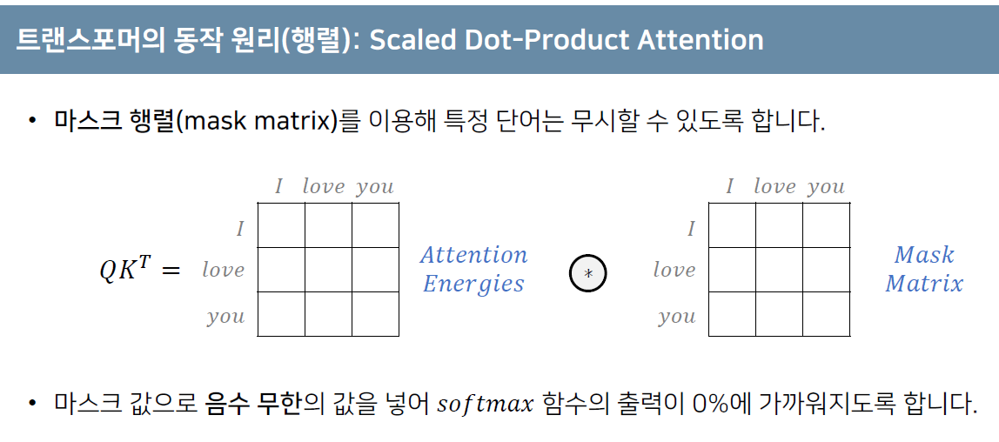 트랜스포머의 동작 원리(행렬): Scaled Dot-Product Attention
• 마스크 행렬(mask matrix)를 이용해 특정 단어는 무시할 수 있도록 합니다.
I love you
I
love
you
QK^T =
Attention
Energies
*
I love you
I
love
you
Mask
Matrix
• 마스크 값으로 음수 무한의 값을 넣어 softmax 함수의 출력이 0%에 가까워지도록 합니다.